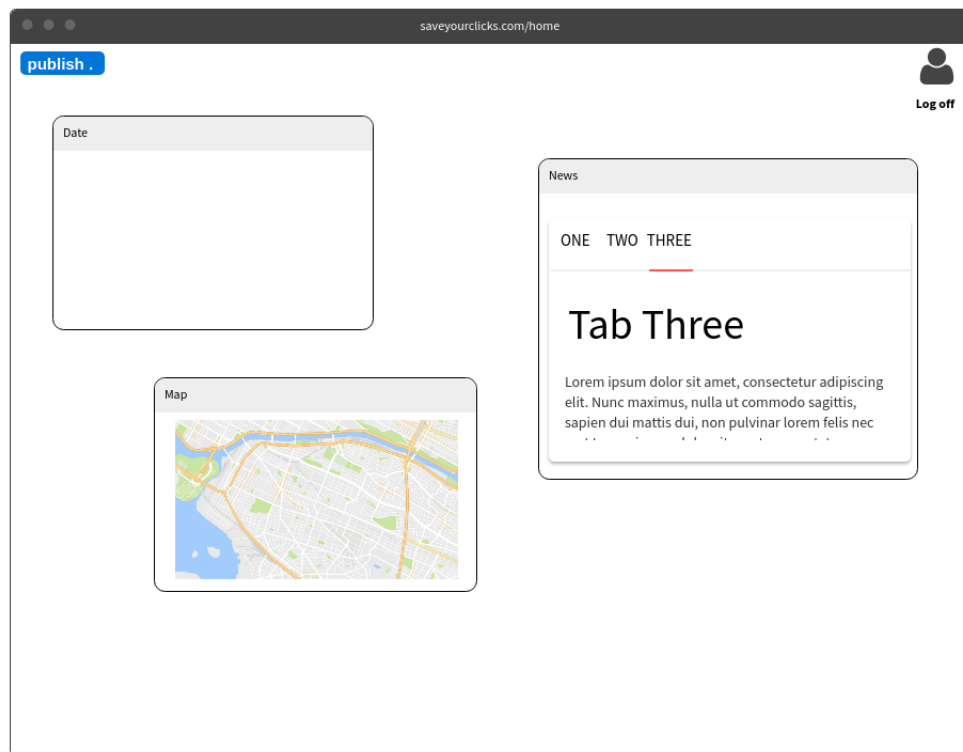 saveyourclicks.com/home
publish .
Log off
Date
News
ONE TWO THREE
Tab Three
Lorem ipsum dolor sit amet, consectetur adipiscing
elit. Nunc maximus, nulla ut commodo sagittis,
sapien dui mattis dui, non pulvinar lorem felis nec
Map